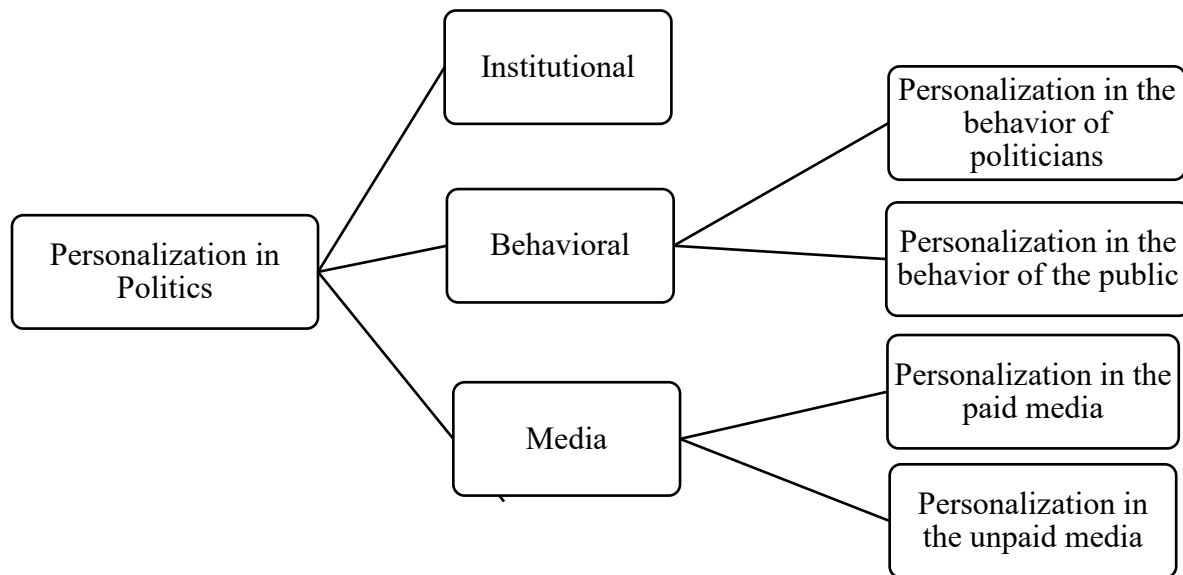 Institutional
Personalization in the
behavior of
politicians
Behavioral
Personalization in the
behavior of the public
Personalization in
Politics
Personalization in the
paid media
Media
Personalization in
the unpaid media